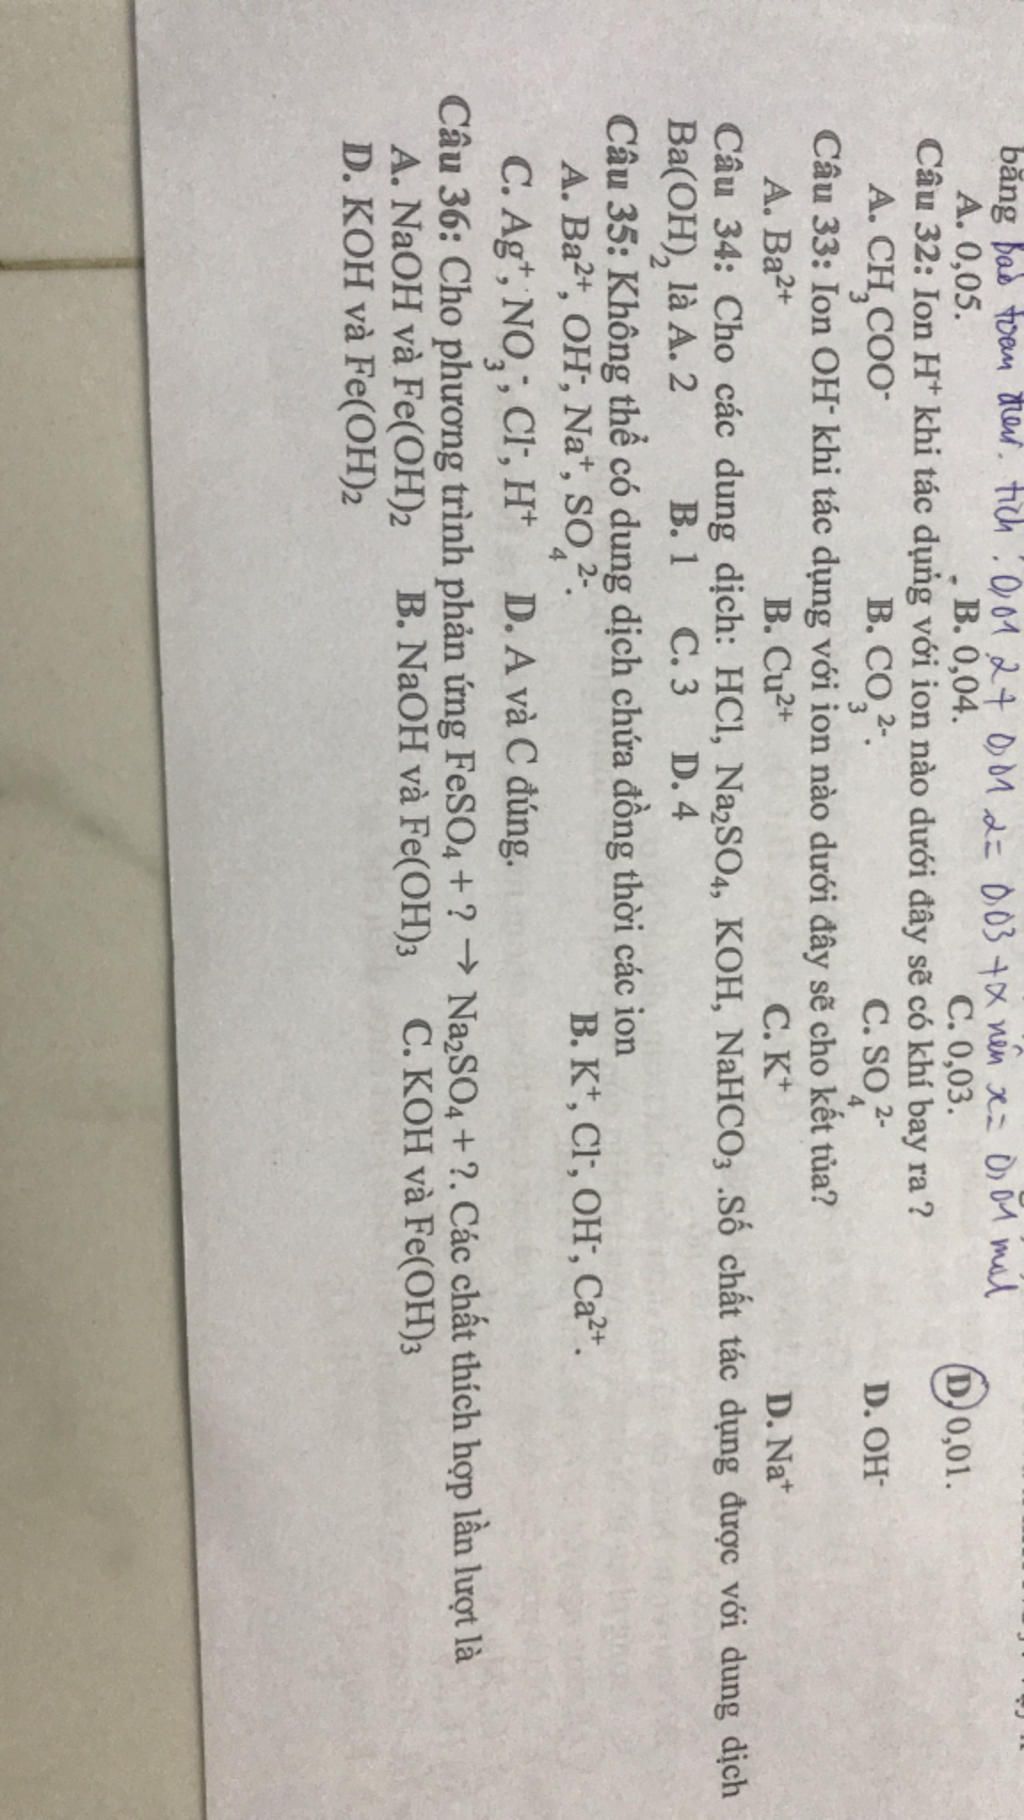 bằng bảo toàn điện tích : 0,01 . 2 + 0,01 . 2 = 0,03 + x nên x = 0,01 mol
A. 0,05. B. 0,04. C. 0,03. D. 0,01.
Câu 32: Ion H⁺ khi tác dụng với ion nào dưới đây sẽ có khí bay ra ?
A. CH₃COO⁻ B. CO₃²⁻. C. SO₄²⁻ D. OH⁻
Câu 33: Ion OH⁻ khi tác dụng với ion nào dưới đây sẽ cho kết tủa?
A. Ba²⁺ B. Cu²⁺ C. K⁺ D. Na⁺
Câu 34: Cho các dung dịch: HCl, Na₂SO₄, KOH, NaHCO₃ .Số chất tác dụng được với dung dịch
Ba(OH)₂ là A. 2 B. 1 C. 3 D. 4
Câu 35: Không thể có dung dịch chứa đồng thời các ion
A. Ba²⁺, OH⁻, Na⁺, SO₄²⁻. B. K⁺, Cl⁻, OH⁻, Ca²⁺.
C. Ag⁺, NO₃⁻, Cl⁻, H⁺ D. A và C đúng.
Câu 36: Cho phương trình phản ứng FeSO₄ + ? → Na₂SO₄ + ?. Các chất thích hợp lần lượt là
A. NaOH và Fe(OH)₂ B. NaOH và Fe(OH)₃ C. KOH và Fe(OH)₃
D. KOH và Fe(OH)₂